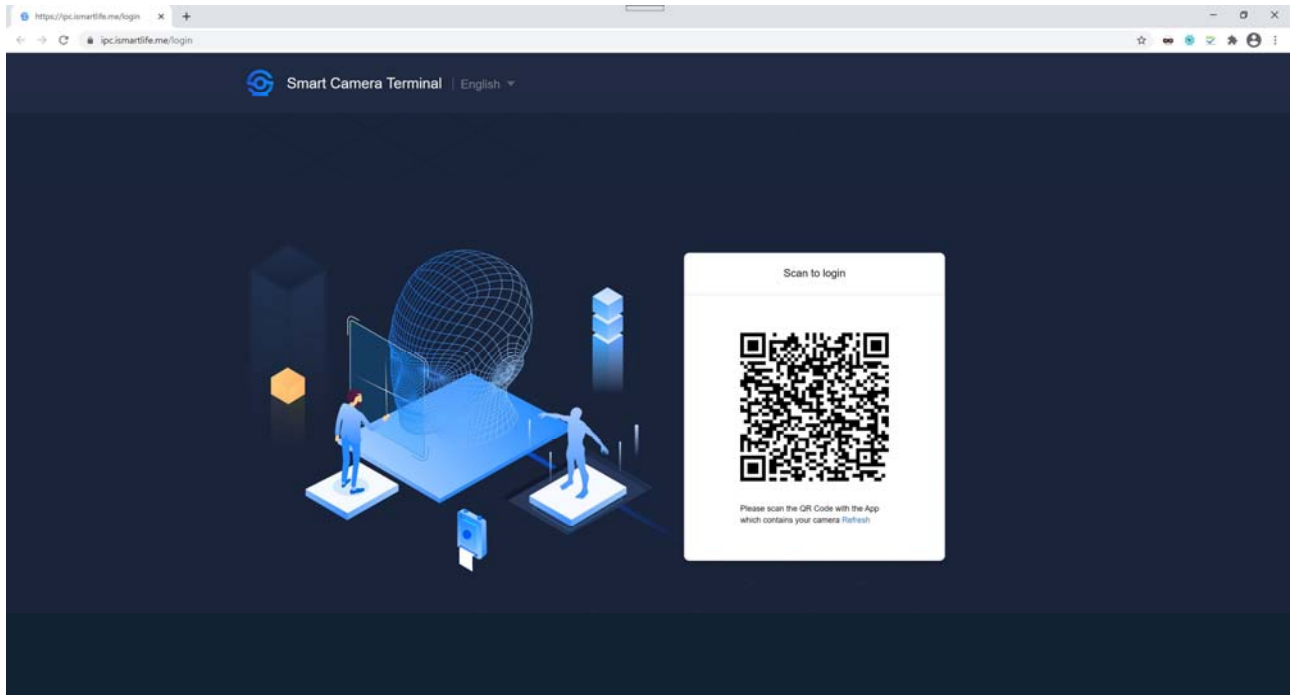 https://ipc.ismartlife.me/login
ipc.ismartlife.me/login
Smart Camera Terminal | English
Scan to login
Please scan the QR Code with the App
which contains your camera Refresh